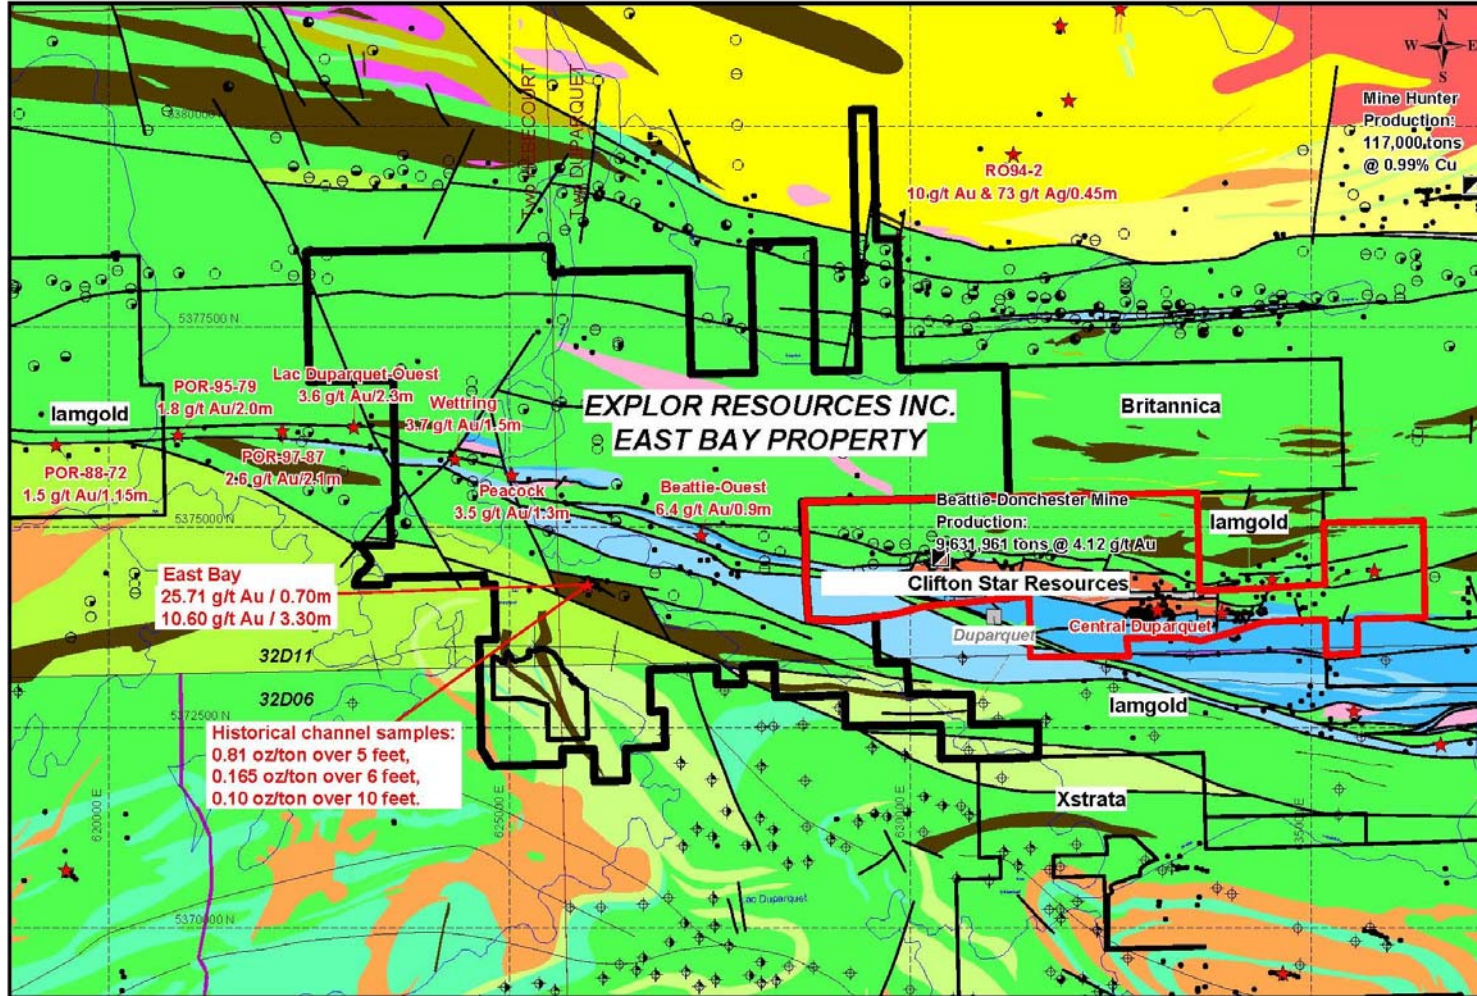 N
W E
S
Mine Hunter
Production:
117,000 tons
@ 0.99% Cu
5380000 N
Twp HÉBÉCOURT
Twp DUPARQUET
RO94-2
10 g/t Au & 73 g/t Ag/0.45m
5377500 N
Iamgold
POR-95-79
1.8 g/t Au/2.0m
Lac Duparquet-Ouest
3.6 g/t Au/2.3m
Wettring
3.7 g/t Au/1.5m
EXPLOR RESOURCES INC.
EAST BAY PROPERTY
Britannica
POR-88-72
1.5 g/t Au/1.15m
POR-97-87
2.6 g/t Au/2.1m
Peacock
3.5 g/t Au/1.3m
Beattie-Ouest
6.4 g/t Au/0.9m
Beattie-Donchester Mine
Production:
9,631,961 tons @ 4.12 g/t Au
Iamgold
5375000 N
East Bay
25.71 g/t Au / 0.70m
10.60 g/t Au / 3.30m
Clifton Star Resources
Duparquet
Central Duparquet
32D11
32D06
5372500 N
Iamgold
Historical channel samples:
0.81 oz/ton over 5 feet,
0.165 oz/ton over 6 feet,
0.10 oz/ton over 10 feet.
Xstrata
620000 E
625000 E
630000 E
Lac Duparquet
5370000 N